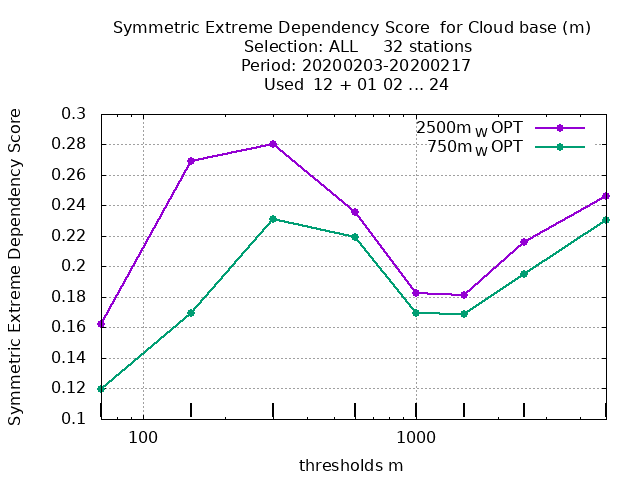 Symmetric Extreme Dependency Score  for Cloud base (m)
Selection: ALL     32 stations
Period: 20200203-20200217
Used  12 + 01 02 ... 24
Symmetric Extreme Dependency Score
0.3
0.28
0.26
0.24
0.22
0.2
0.18
0.16
0.14
0.12
0.1
2500m W OPT
750m W OPT
100
1000
thresholds m